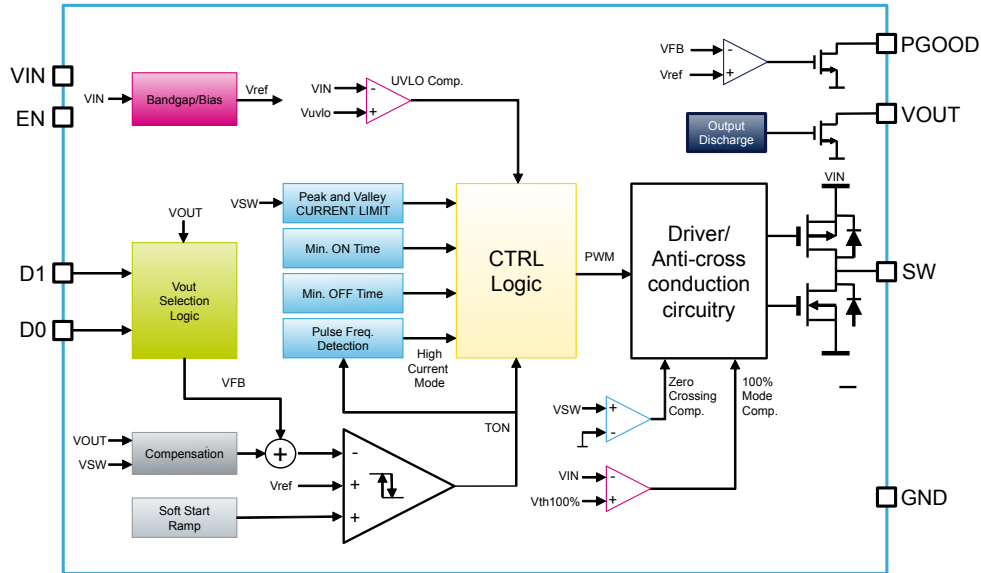 VIN
EN
D1
D0
PGOOD
VOUT
SW
GND
VIN
Bandgap/Bias
Vref
VIN
Vuvlo
-
+
UVLO Comp.
VFB
Vref
-
+
Output
Discharge
VIN
VSW
Peak and Valley
CURRENT LIMIT
Min. ON Time
Min. OFF Time
Pulse Freq.
Detection
High
Current
Mode
CTRL
Logic
PWM
Driver/
Anti-cross
conduction
circuitry
VOUT
Vout
Selection
Logic
VFB
VOUT
VSW
Compensation
+
Soft Start
Ramp
Vref
-
+
+
TON
VSW
+
-
Zero
Crossing
Comp.
100%
Mode
Comp.
VIN
Vth100%
-
+